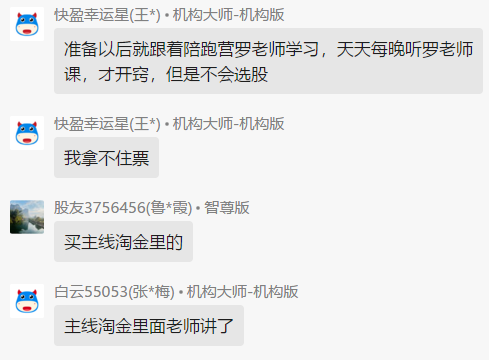 快盈幸运星(王*) • 机构大师-机构版
准备以后就跟着陪跑营罗老师学习，天天每晚听罗老师
课，才开窍，但是不会选股
快盈幸运星(王*) • 机构大师-机构版
我拿不住票
股友3756456(鲁*霞) • 智尊版
买主线淘金里的
白云55053(张*梅) • 机构大师-机构版
主线淘金里面老师讲了